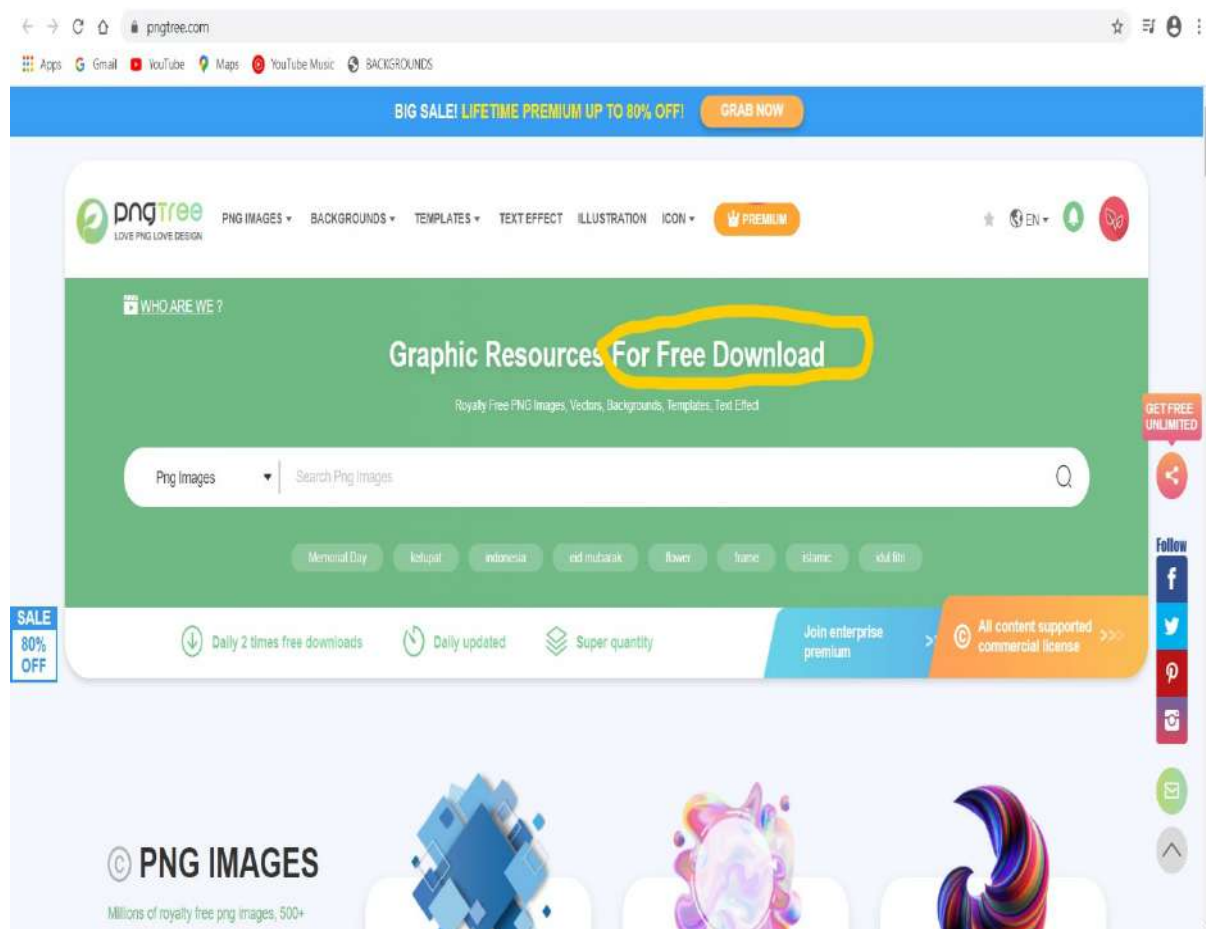 pngtree.com
Apps Gmail YouTube Maps YouTube Music BACKGROUNDS
BIG SALE! LIFETIME PREMIUM UP TO 80% OFF! GRAB NOW
pngtree
LOVE PNG LOVE DESIGN
PNG IMAGES BACKGROUNDS TEMPLATES TEXT EFFECT ILLUSTRATION ICON PREMIUM EN
WHO ARE WE ?
Graphic Resources For Free Download
Royalty Free PNG Images, Vectors, Backgrounds, Templates, Text Effect
GET FREE
UNLIMITED
Png Images Search Png Images
Memorial Day ketupat indonesia eid mubarak flower frame islamic idul fitri
Follow
SALE
80%
OFF
Daily 2 times free downloads Daily updated Super quantity
Join enterprise
premium
All content supported
commercial license
© PNG IMAGES
Millions of royalty free png images, 500+